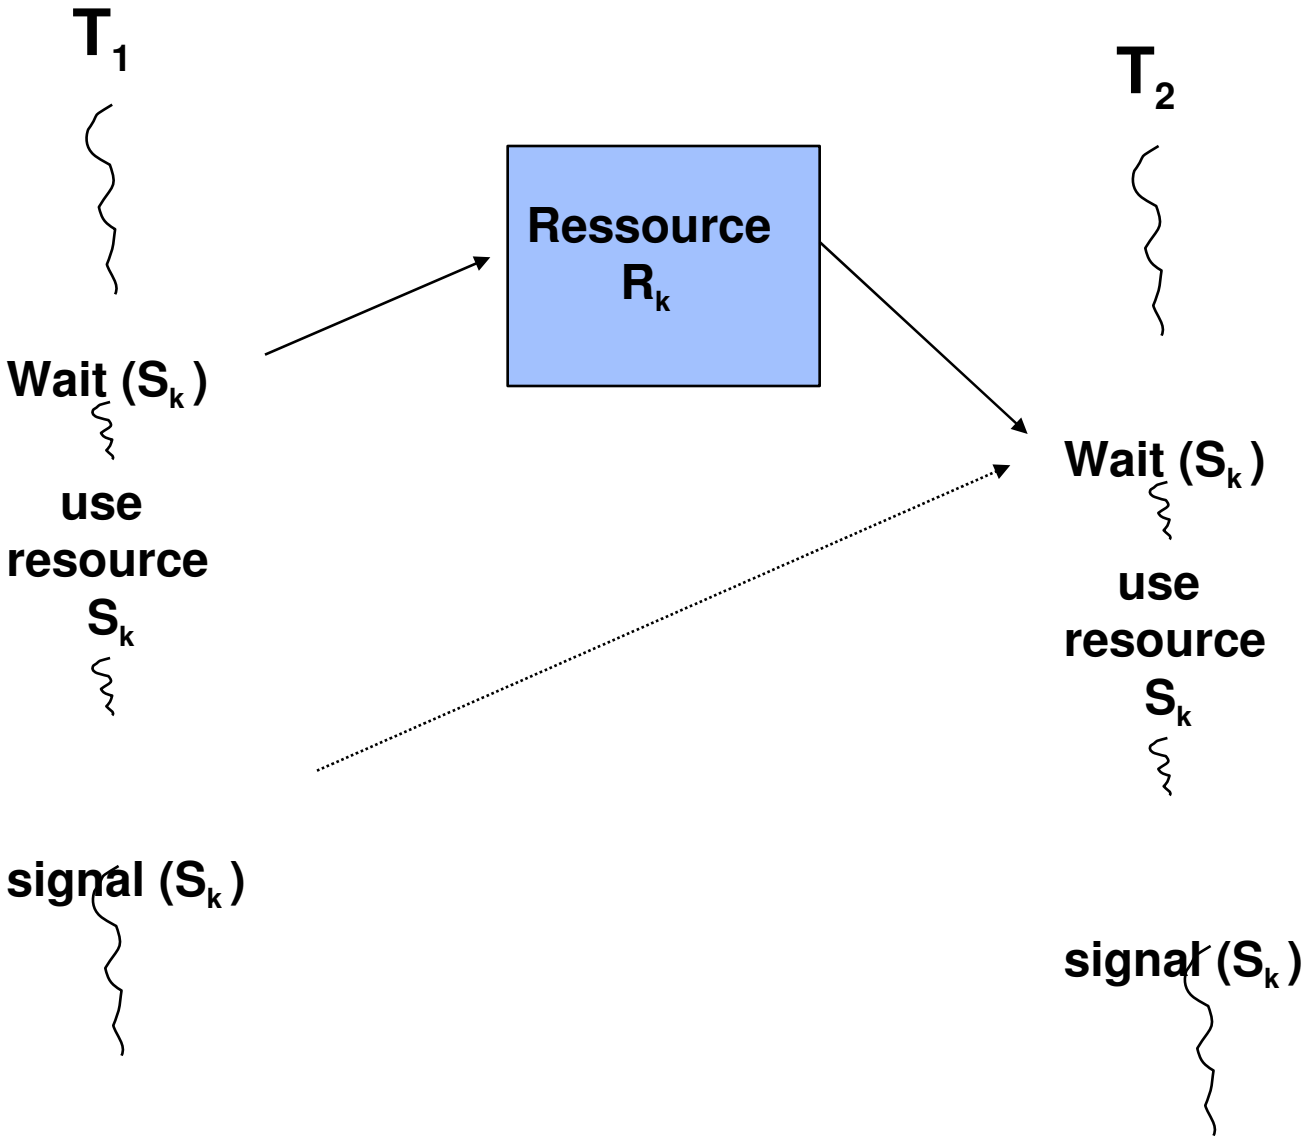 T1
Wait (Sk)
use
resource
Sk
signal (Sk)
Ressource
Rk
T2
Wait (Sk)
use
resource
Sk
signal (Sk)